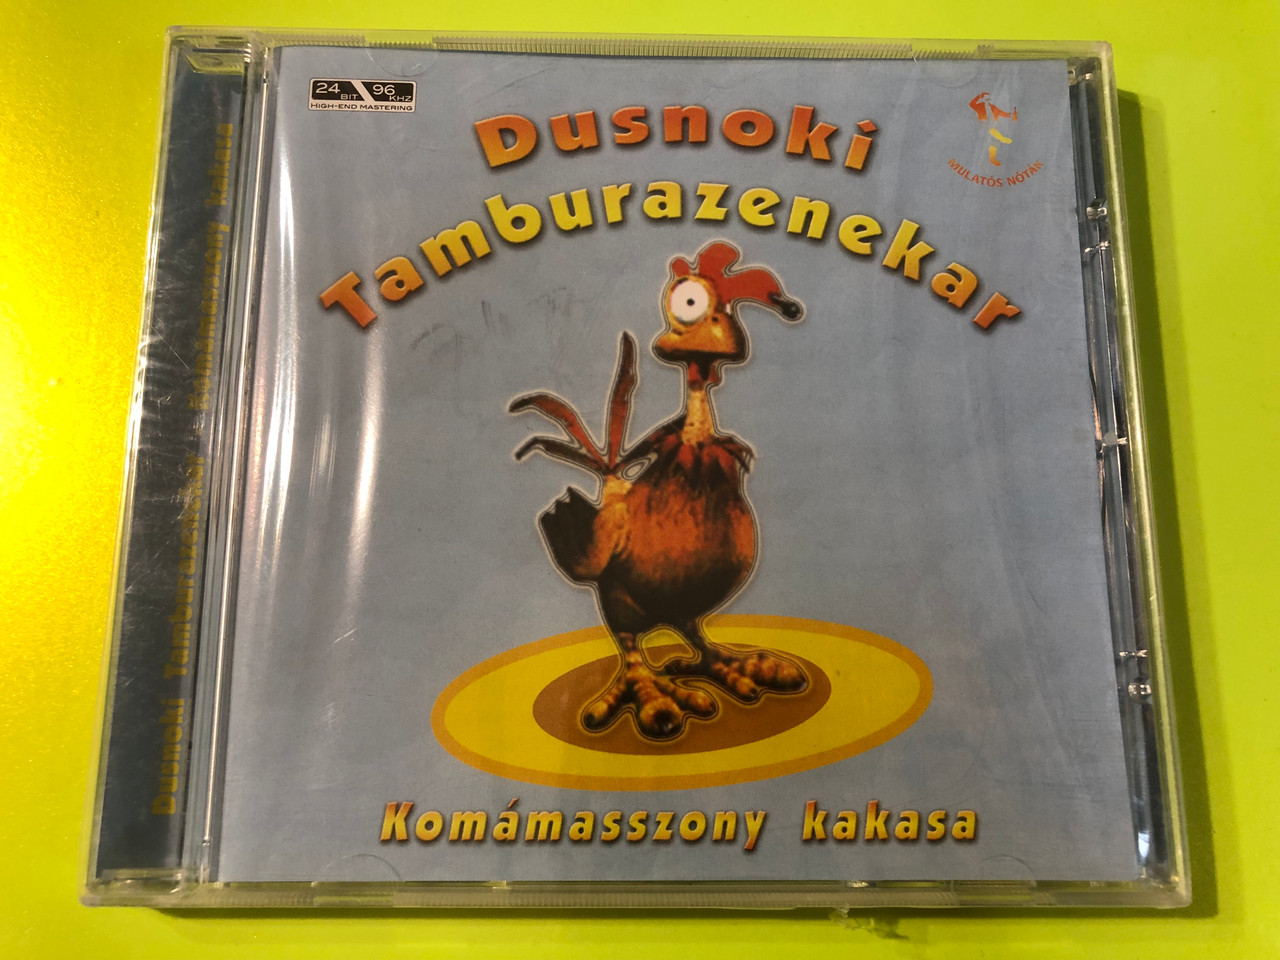 24 BIT 96 KHZ
HIGH-END MASTERING
Dusnoki
Tamburazenekar
MULATÓS NÓTÁK
Komámasszony kakasa
Dusnoki Tamburazenekar - Komámasszony kakasa